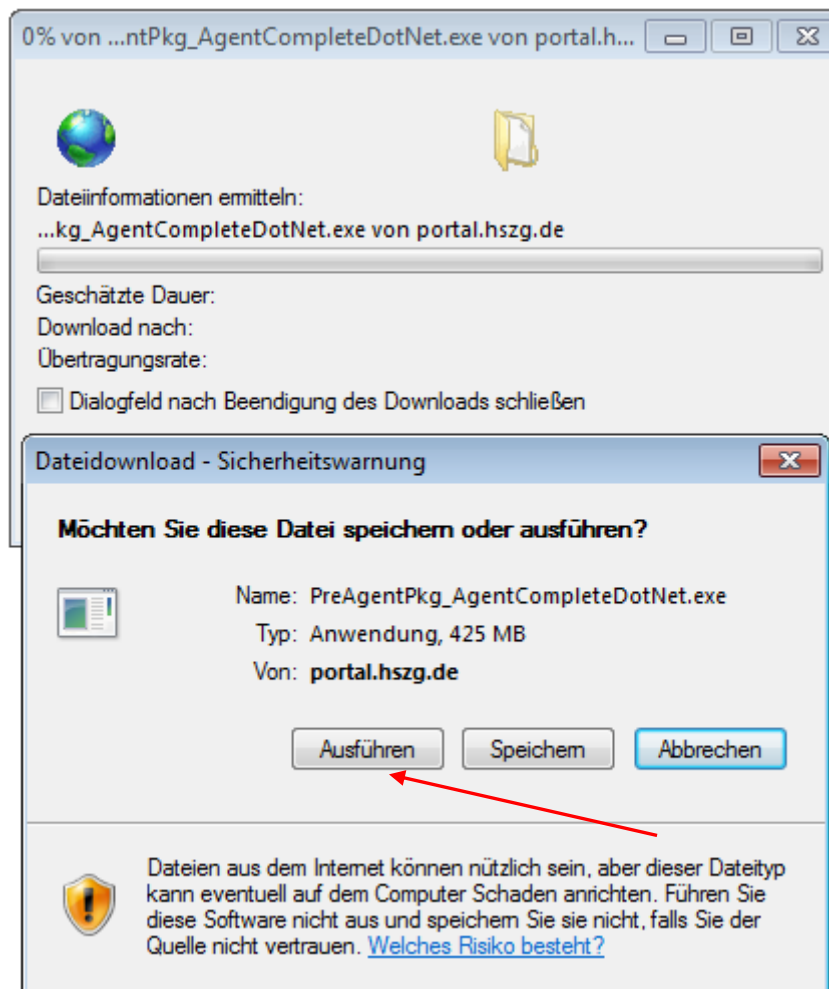 0% von ...ntPkg_AgentCompleteDotNet.exe von portal.h...
Dateiinformationen ermitteln:
...kg_AgentCompleteDotNet.exe von portal.hszg.de
Geschätzte Dauer:
Download nach:
Übertragungsrate:
Dialogfeld nach Beendigung des Downloads schließen
Dateidownload - Sicherheitswarnung
Möchten Sie diese Datei speichern oder ausführen?
Name: PreAgentPkg_AgentCompleteDotNet.exe
Typ: Anwendung, 425 MB
Von: portal.hszg.de
Ausführen Speichern Abbrechen
Dateien aus dem Internet können nützlich sein, aber dieser Dateityp
kann eventuell auf dem Computer Schaden anrichten. Führen Sie
diese Software nicht aus und speichern Sie sie nicht, falls Sie der
Quelle nicht vertrauen. Welches Risiko besteht?